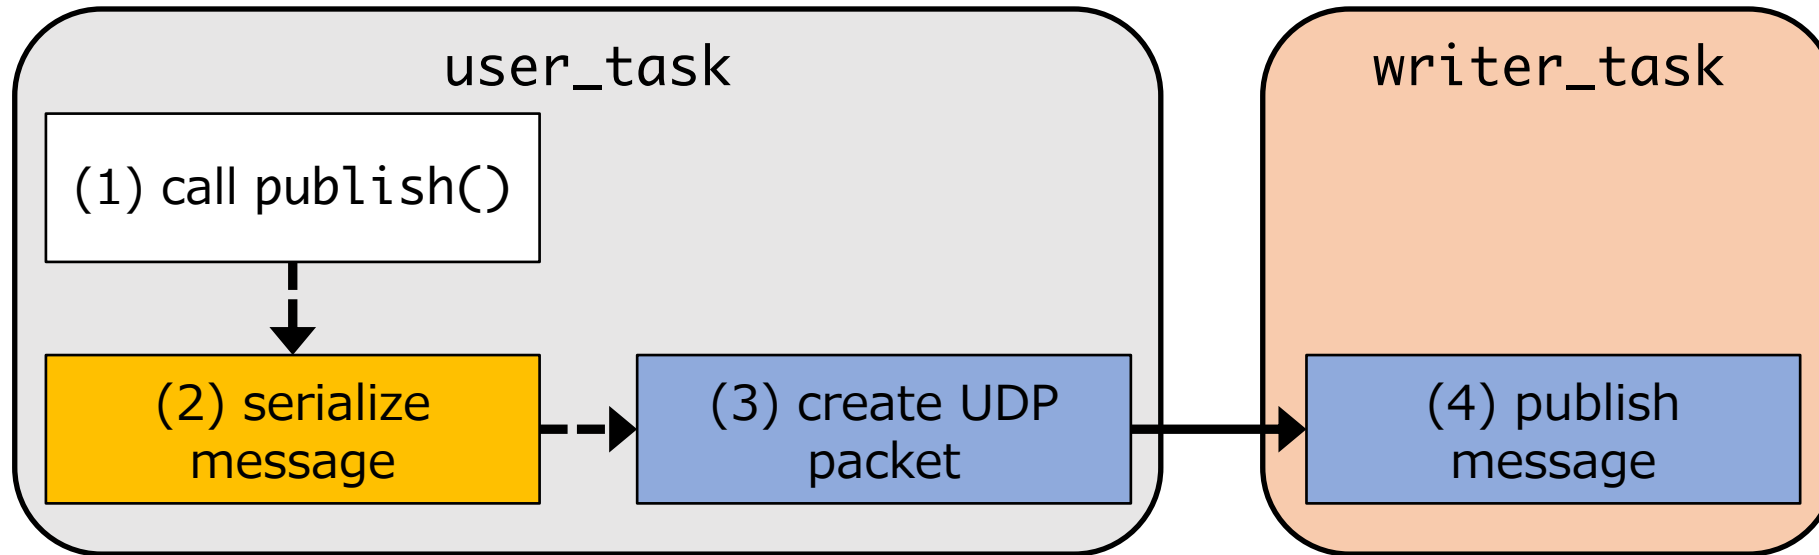 user_task
(1) call publish()
(2) serialize
message
(3) create UDP
packet
writer_task
(4) publish
message